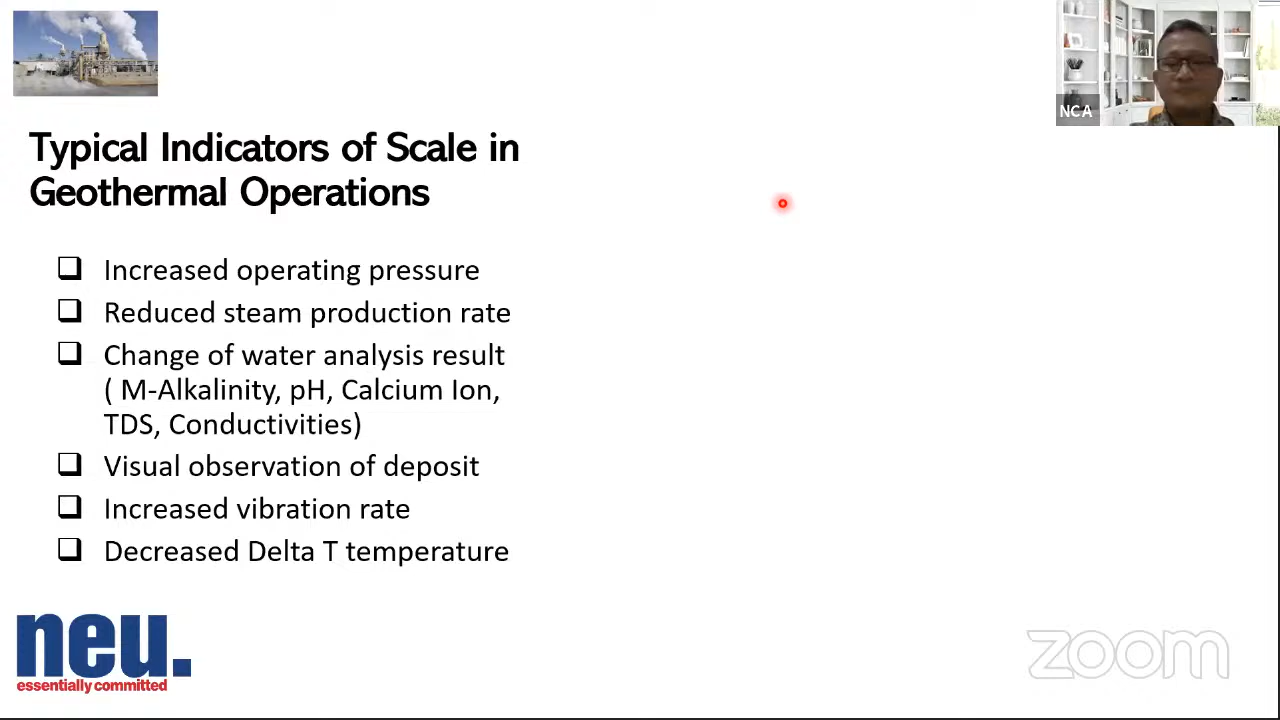 NCA
Typical Indicators of Scale in
Geothermal Operations
Increased operating pressure
Reduced steam production rate
Change of water analysis result
( M-Alkalinity, pH, Calcium Ion,
TDS, Conductivities)
Visual observation of deposit
Increased vibration rate
Decreased Delta T temperature
neu.
essentially committed
zoom